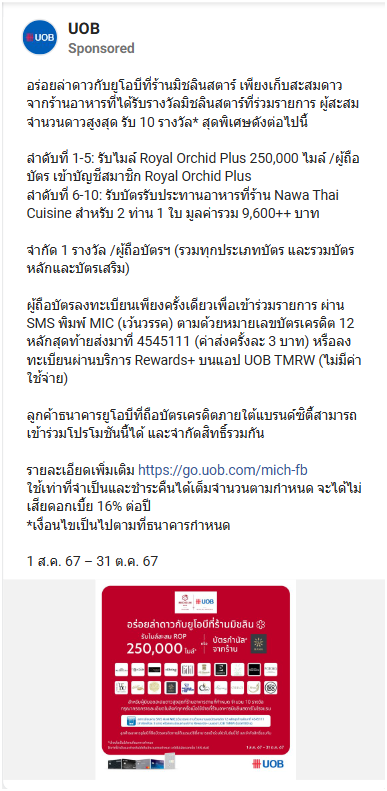 UOB
UOB
Sponsored
อร่อยล่าดาวกับยูโอบีที่ร้านมิชลินสตาร์ เพียงเก็บสะสมดาว
จากร้านอาหารที่ได้รับรางวัลมิชลินสตาร์ที่ร่วมรายการ ผู้สะสม
จำนวนดาวสูงสุด รับ 10 รางวัล* สุดพิเศษดังต่อไปนี้
ลำดับที่ 1-5: รับไมล์ Royal Orchid Plus 250,000 ไมล์ /ผู้ถือ
บัตร เข้าบัญชีสมาชิก Royal Orchid Plus
ลำดับที่ 6-10: รับบัตรรับประทานอาหารที่ร้าน Nawa Thai
Cuisine สำหรับ 2 ท่าน 1 ใบ มูลค่ารวม 9,600++ บาท
จำกัด 1 รางวัล /ผู้ถือบัตรฯ (รวมทุกประเภทบัตร และรวมบัตร
หลักและบัตรเสริม)
ผู้ถือบัตรลงทะเบียนเพียงครั้งเดียวเพื่อเข้าร่วมรายการ ผ่าน
SMS พิมพ์ MIC (เว้นวรรค) ตามด้วยหมายเลขบัตรเครดิต 12
หลักสุดท้ายส่งมาที่ 4545111 (ค่าส่งครั้งละ 3 บาท) หรือลง
ทะเบียนผ่านบริการ Rewards+ บนแอป UOB TMRW (ไม่มีค่า
ใช้จ่าย)
ลูกค้าธนาคารยูโอบีที่ถือบัตรเครดิตภายใต้แบรนด์ซิตี้สามารถ
เข้าร่วมโปรโมชันนี้ได้ และจำกัดสิทธิ์รวมกัน
รายละเอียดเพิ่มเติม https://go.uob.com/mich-fb
ใช้เท่าที่จำเป็นและชำระคืนได้เต็มจำนวนตามกำหนด จะได้ไม่
เสียดอกเบี้ย 16% ต่อปี
*เงื่อนไขเป็นไปตามที่ธนาคารกำหนด
1 ส.ค. 67 – 31 ต.ค. 67
UOB
อร่อยล่าดาวกับยูโอบีที่ร้านมิชลิน
รับไมล์สะสม ROP
250,000 ไมล์*
หรือ
บัตรกำนัล*
จากร้าน
1 ส.ค. 67 – 31 ต.ค. 67
UOB